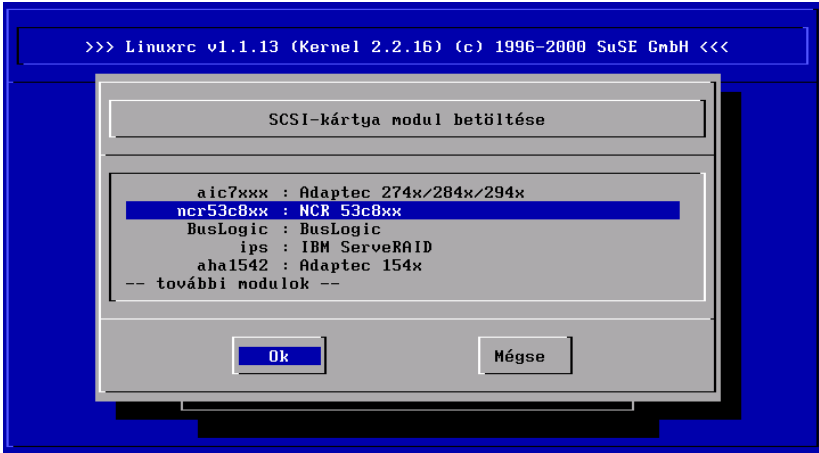 >>> Linuxrc v1.1.13 (Kernel 2.2.16) (c) 1996-2000 SuSE GmbH <<<
SCSI-kártya modul betöltése
aic7xxx : Adaptec 274x/284x/294x
ncr53c8xx : NCR 53c8xx
BusLogic : BusLogic
ips : IBM ServeRAID
aha1542 : Adaptec 154x
-- további modulok --
Ok Mégse